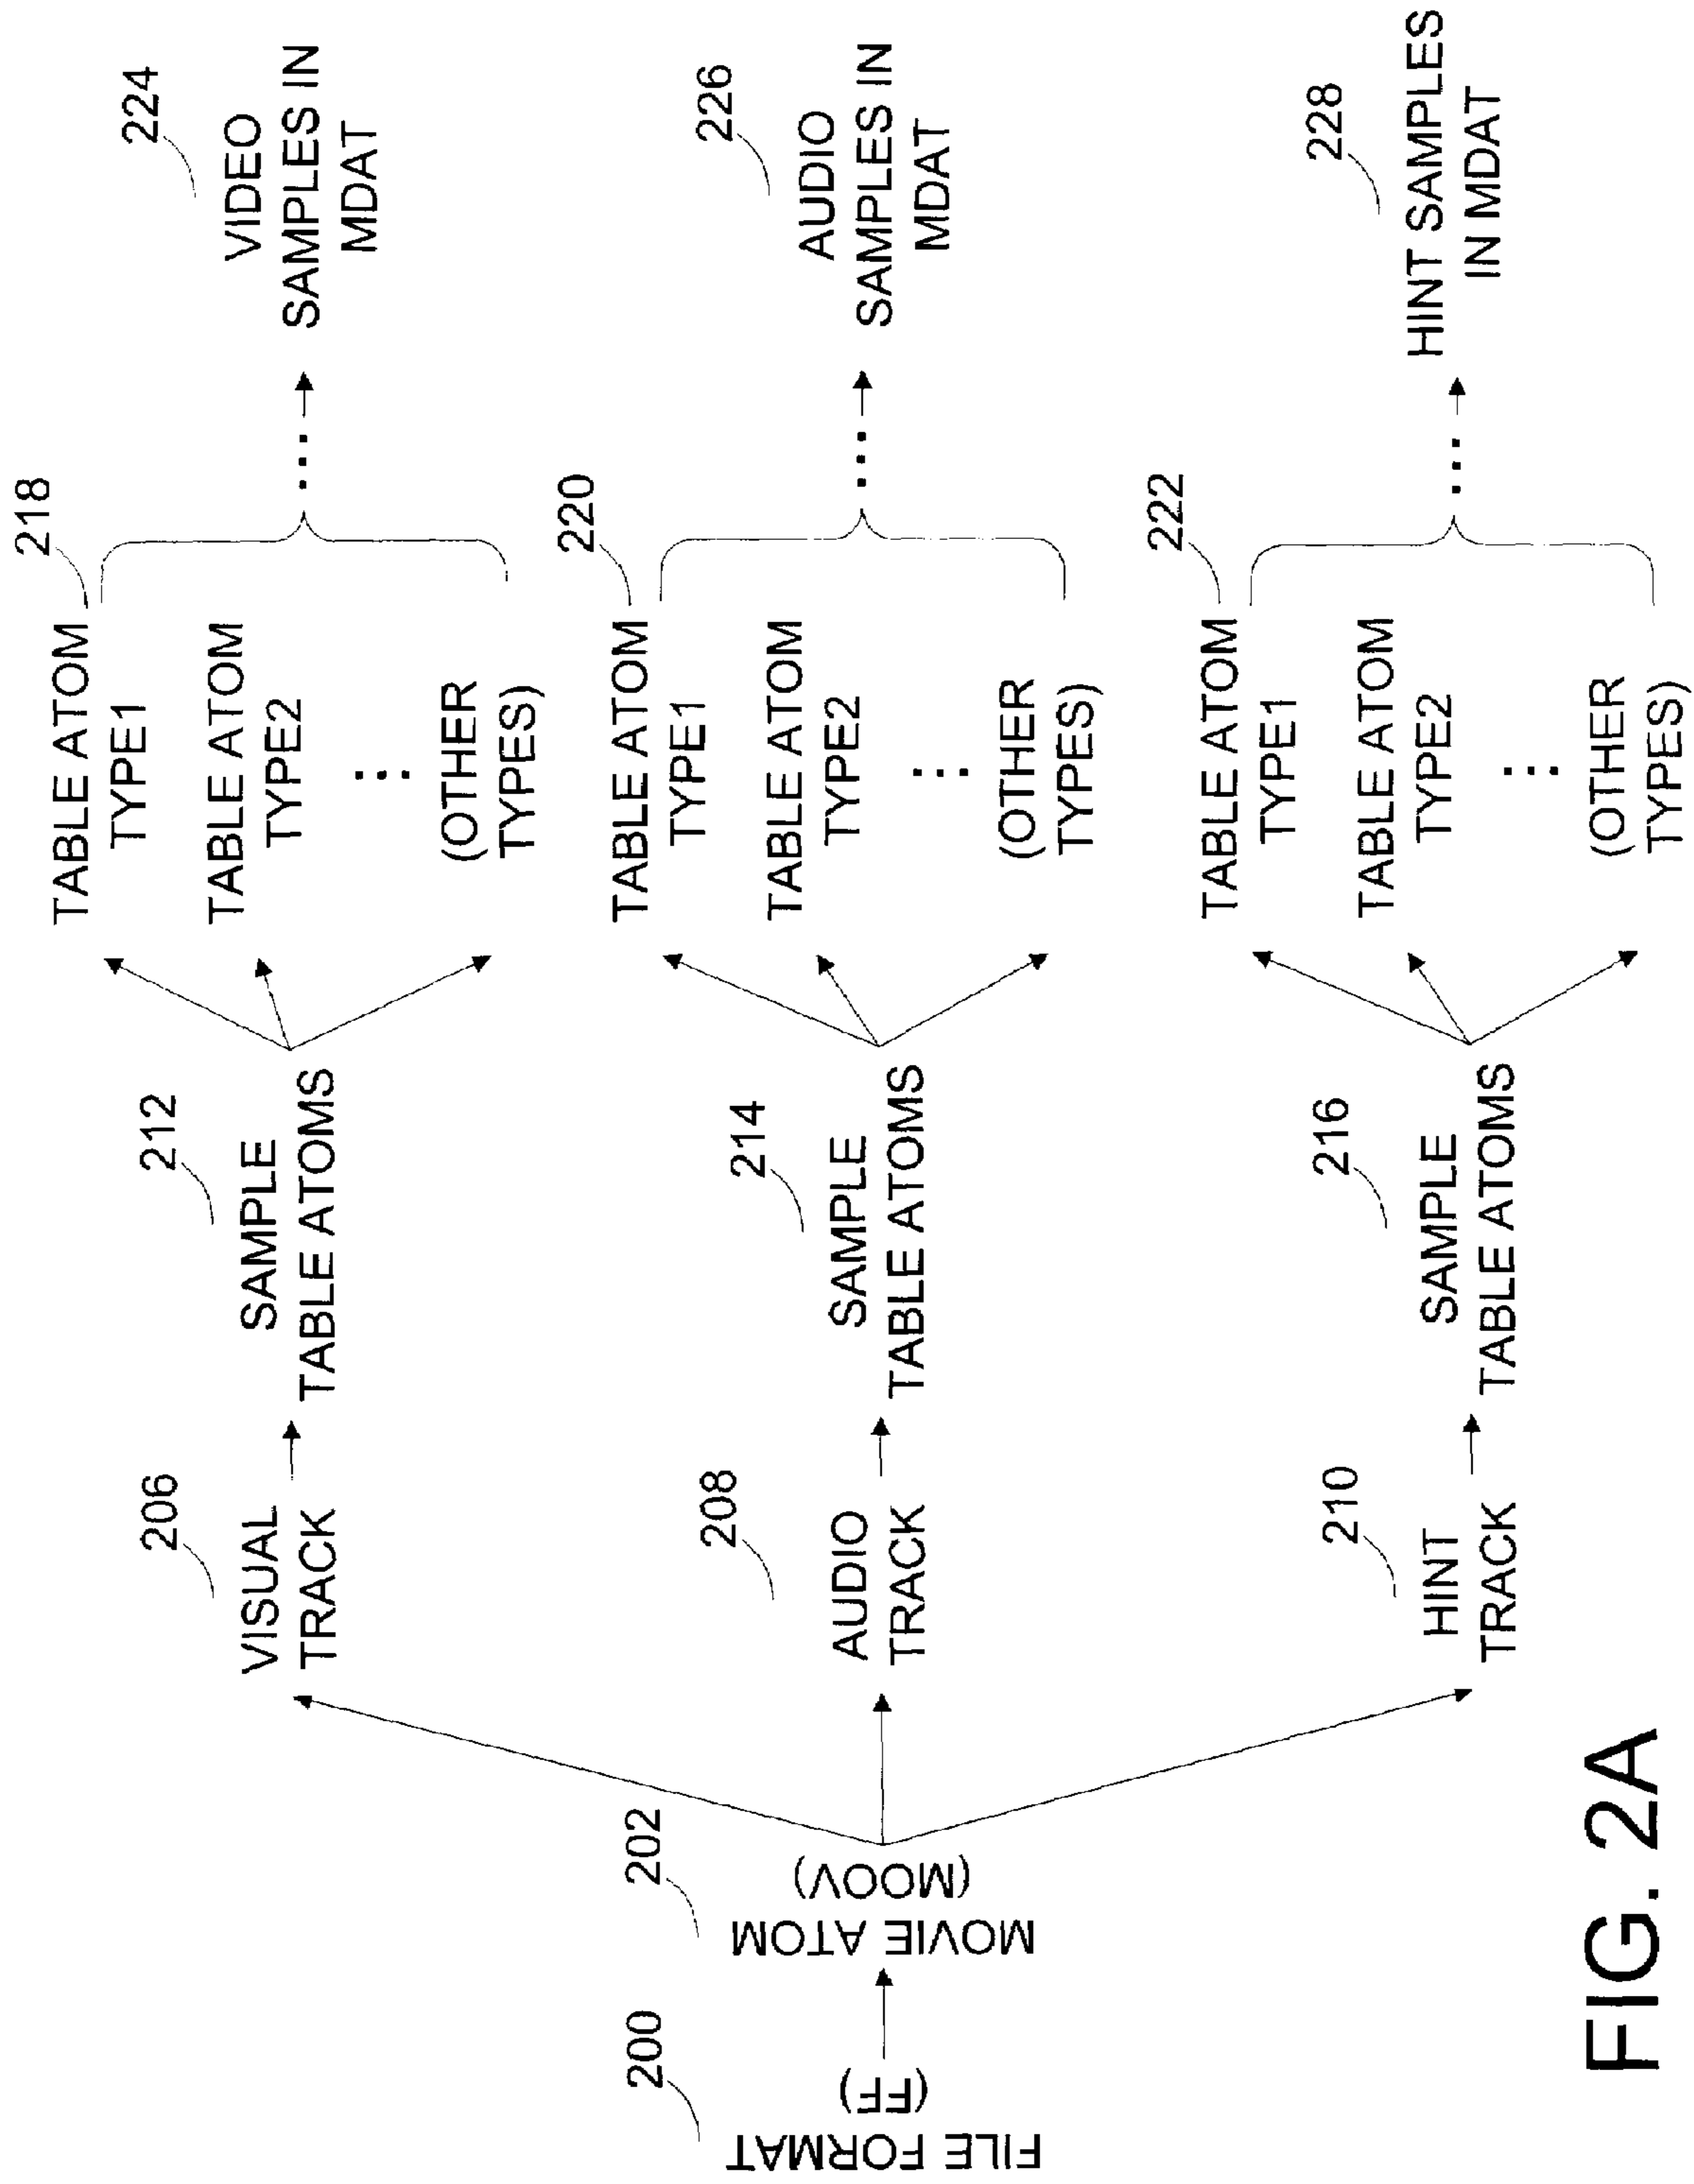 200
FILE FORMAT
(FF)
202
MOVIE ATOM
(MOOV)
206
VISUAL
TRACK
212
SAMPLE
TABLE ATOMS
218
TABLE ATOM
TYPE1
TABLE ATOM
TYPE2
(OTHER
TYPES)
224
VIDEO
SAMPLES IN
MDAT
208
AUDIO
TRACK
214
SAMPLE
TABLE ATOMS
220
TABLE ATOM
TYPE1
TABLE ATOM
TYPE2
(OTHER
TYPES)
226
AUDIO
SAMPLES IN
MDAT
210
HINT
TRACK
216
SAMPLE
TABLE ATOMS
222
TABLE ATOM
TYPE1
TABLE ATOM
TYPE2
(OTHER
TYPES)
228
HINT SAMPLES
IN MDAT
FIG. 2A